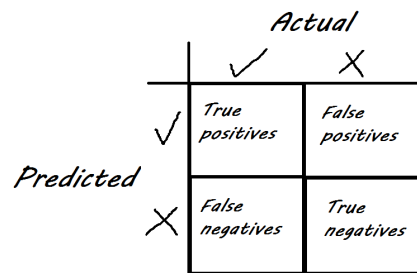 Actual
True
positives
False
positives
Predicted
False
negatives
True
negatives